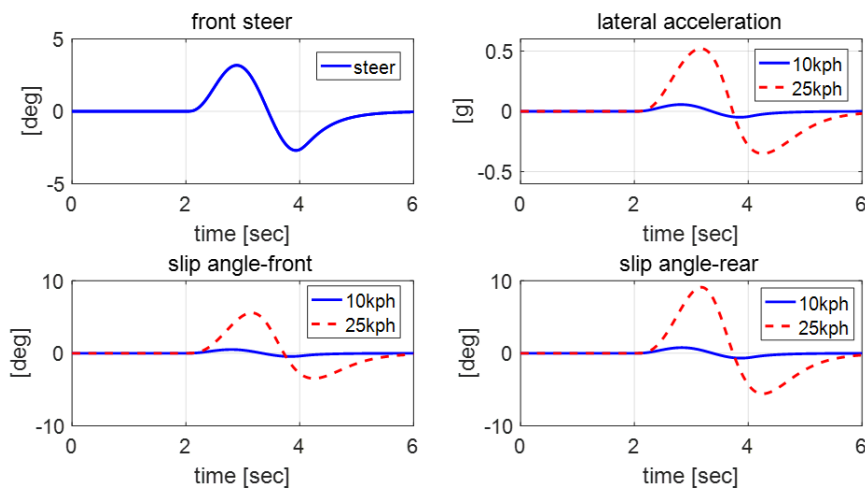 front steer
5
0
-5
[deg]
steer
0
2
4
6
time [sec]
lateral acceleration
0.5
0
-0.5
[g]
10kph
25kph
0
2
4
6
time [sec]
slip angle-front
10
0
-10
[deg]
10kph
25kph
0
2
4
6
time [sec]
slip angle-rear
10
0
-10
[deg]
10kph
25kph
0
2
4
6
time [sec]